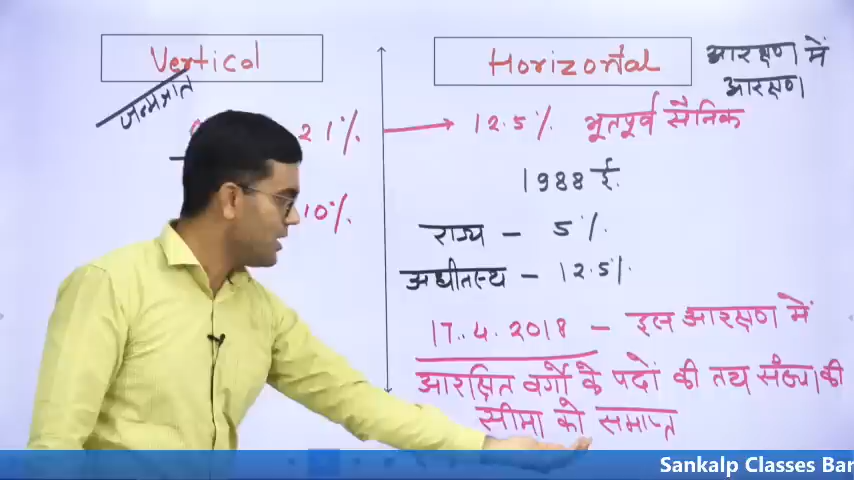 Vertical
जन्मजात
21%
10%.
Horizontal
आरक्षण में
आरक्षण
12.5%. भूतपूर्व सैनिक
1988 ई.
राज्य - 5%.
अधीनस्थ - 12.5%.
17.4.2018 - इस आरक्षण में
आरक्षित वर्गों के पदों की तय संख्या की
सीमा को समाप्त
Sankalp Classes Bar